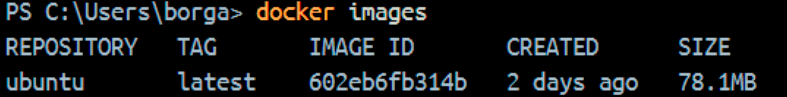 PS C:\Users\borga> docker images
REPOSITORY   TAG       IMAGE ID       CREATED      SIZE
ubuntu       latest    602eb6fb314b   2 days ago   78.1MB